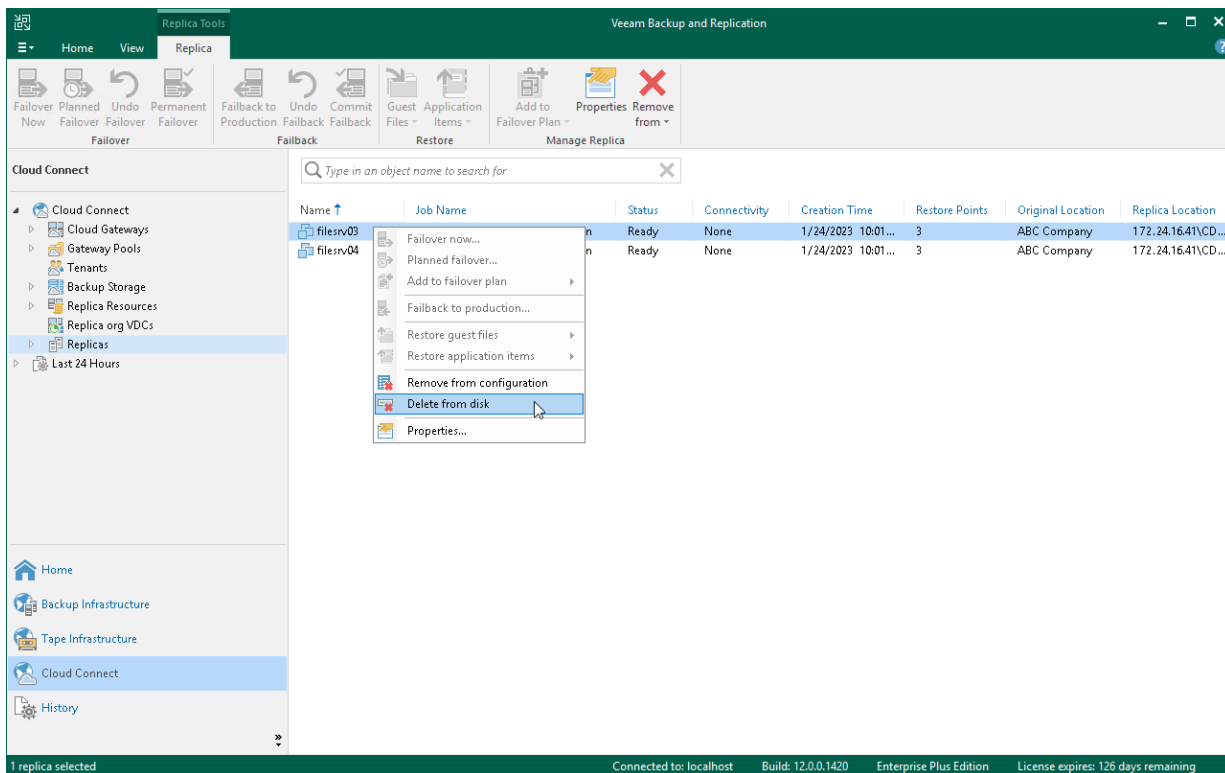 Replica Tools
Veeam Backup and Replication
Home View Replica
Failover Now
Planned Failover
Undo Failover
Permanent Failover
Failback to Production
Undo Failback
Commit Failback
Guest Files
Application Items
Add to Failover Plan
Properties
Remove from
Failover Failback Restore Manage Replica
Cloud Connect
Type in an object name to search for
Cloud Connect
Cloud Gateways
Gateway Pools
Tenants
Backup Storage
Replica Resources
Replica org VDCs
Replicas
Last 24 Hours
Name Job Name Status Connectivity Creation Time Restore Points Original Location Replica Location
filesrv03 n Ready None 1/24/2023 10:01... 3 ABC Company 172.24.16.41\CD...
filesrv04 n Ready None 1/24/2023 10:01... 3 ABC Company 172.24.16.41\CD...
Failover now...
Planned failover...
Add to failover plan
Failback to production...
Restore guest files
Restore application items
Remove from configuration
Delete from disk
Properties...
Home
Backup Infrastructure
Tape Infrastructure
Cloud Connect
History
1 replica selected Connected to: localhost Build: 12.0.0.1420 Enterprise Plus Edition License expires: 126 days remaining